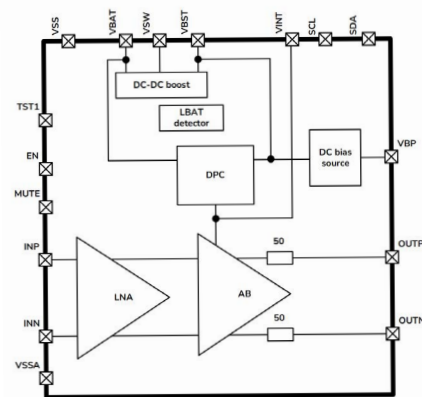 VSS
VBAT
VSW
VBST
VINT
SCL
SDA
DC-DC boost
LBAT
detector
TST1
EN
MUTE
INP
INN
VSSA
DPC
DC bias
source
VBP
50
OUTP
LNA
AB
50
OUTN